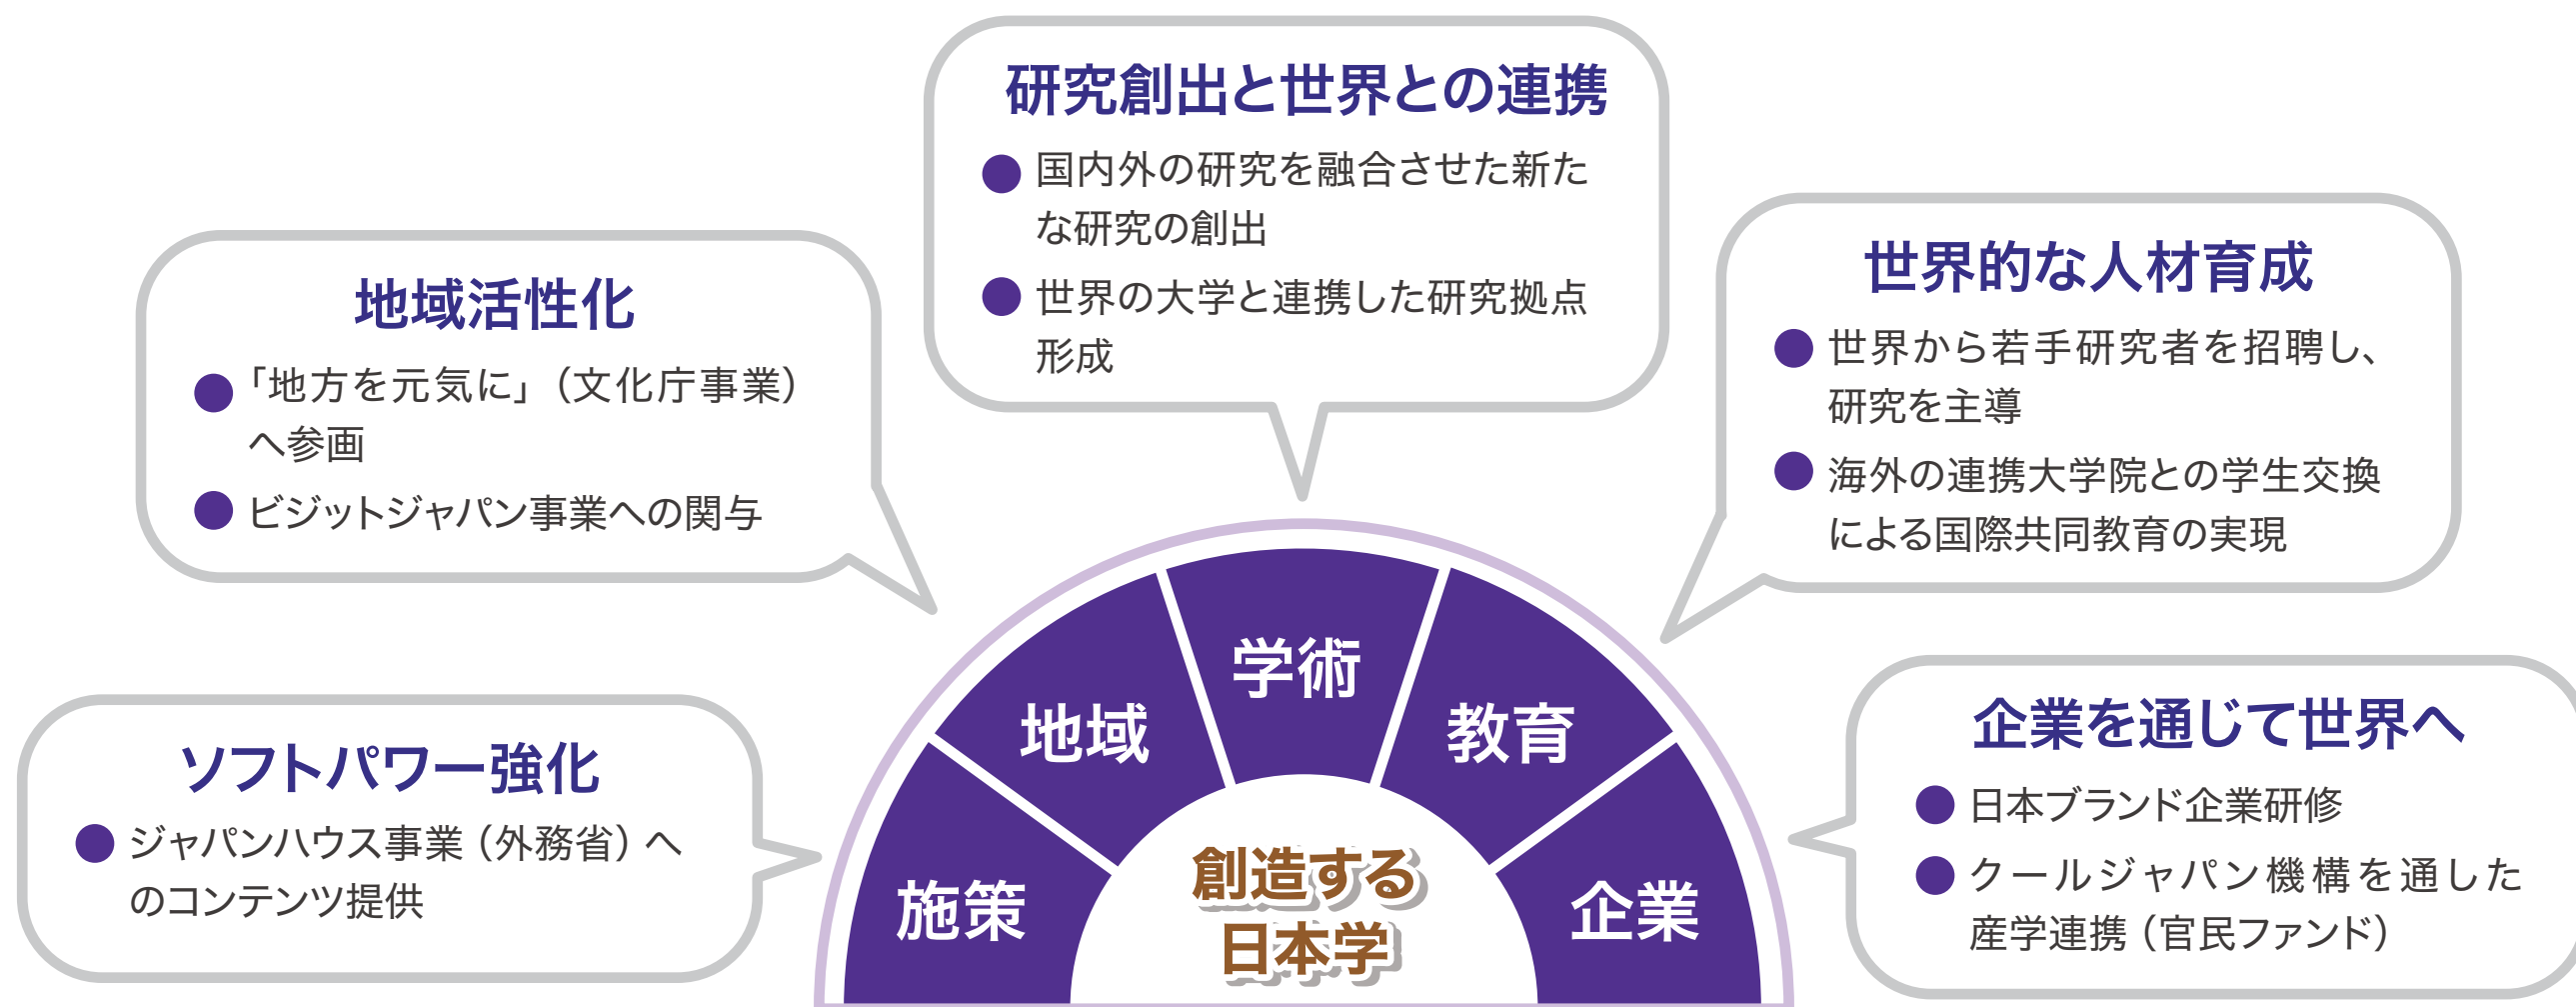 研究創出と世界との連携
● 国内外の研究を融合させた新た
な研究の創出
● 世界の大学と連携した研究拠点
形成
地域活性化
● 「地方を元気に」（文化庁事業）
へ参画
● ビジットジャパン事業への関与
世界的な人材育成
● 世界から若手研究者を招聘し、
研究を主導
● 海外の連携大学院との学生交換
による国際共同教育の実現
ソフトパワー強化
● ジャパンハウス事業（外務省）へ
のコンテンツ提供
企業を通じて世界へ
● 日本ブランド企業研修
● クールジャパン機構を通した
産学連携（官民ファンド）
施策
地域
学術
教育
企業
創造する
日本学